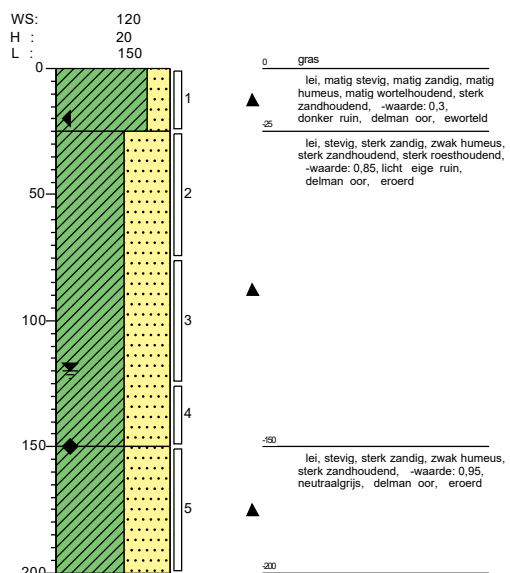 WS: 120
H : 20
L : 150
0
50
100
150
200
1
2
3
4
5
0 gras
lei, matig stevig, matig zandig, matig
humeus, matig wortelhoudend, sterk
zandhoudend, -waarde: 0,3,
donker ruin, delman oor, eworteld
-25
lei, stevig, sterk zandig, zwak humeus,
sterk zandhoudend, sterk roesthoudend,
-waarde: 0,85, licht eige ruin,
delman oor, eroerd
-150
lei, stevig, sterk zandig, zwak humeus,
sterk zandhoudend, -waarde: 0,95,
neutraalgrijs, delman oor, eroerd
-200